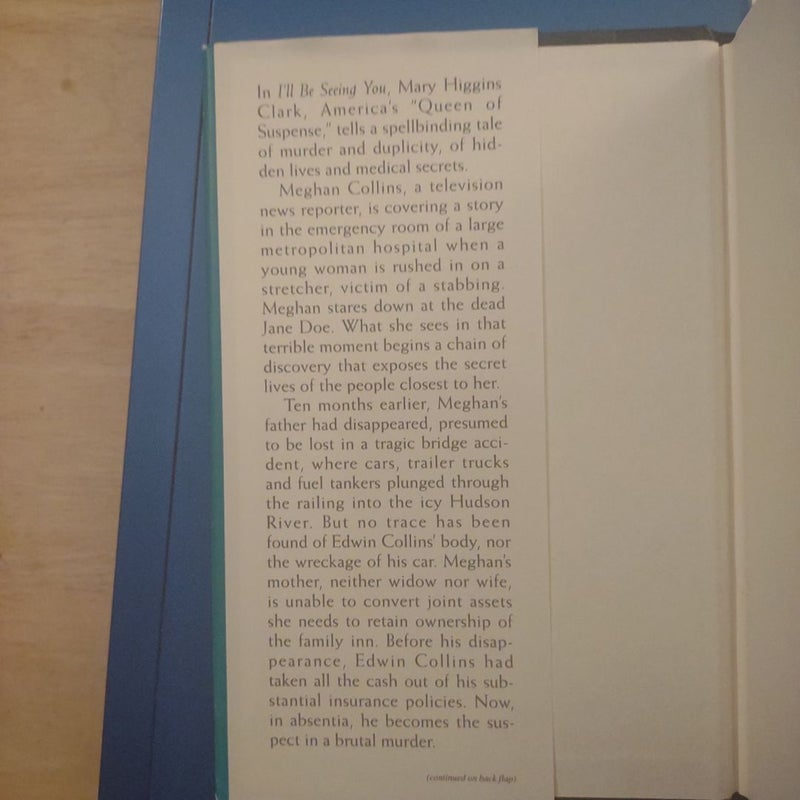 In I'll Be Seeing You, Mary Higgins
Clark, America's "Queen of
Suspense," tells a spellbinding tale
of murder and duplicity, of hid-
den lives and medical secrets.
Meghan Collins, a television
news reporter, is covering a story
in the emergency room of a large
metropolitan hospital when a
young woman is rushed in on a
stretcher, victim of a stabbing.
Meghan stares down at the dead
Jane Doe. What she sees in that
terrible moment begins a chain of
discovery that exposes the secret
lives of the people closest to her.
Ten months earlier, Meghan's
father had disappeared, presumed
to be lost in a tragic bridge acci-
dent, where cars, trailer trucks
and fuel tankers plunged through
the railing into the icy Hudson
River. But no trace has been
found of Edwin Collins' body, nor
the wreckage of his car. Meghan's
mother, neither widow nor wife,
is unable to convert joint assets
she needs to retain ownership of
the family inn. Before his disap-
pearance, Edwin Collins had
taken all the cash out of his sub-
stantial insurance policies. Now,
in absentia, he becomes the sus-
pect in a brutal murder.
(continued on back flap)